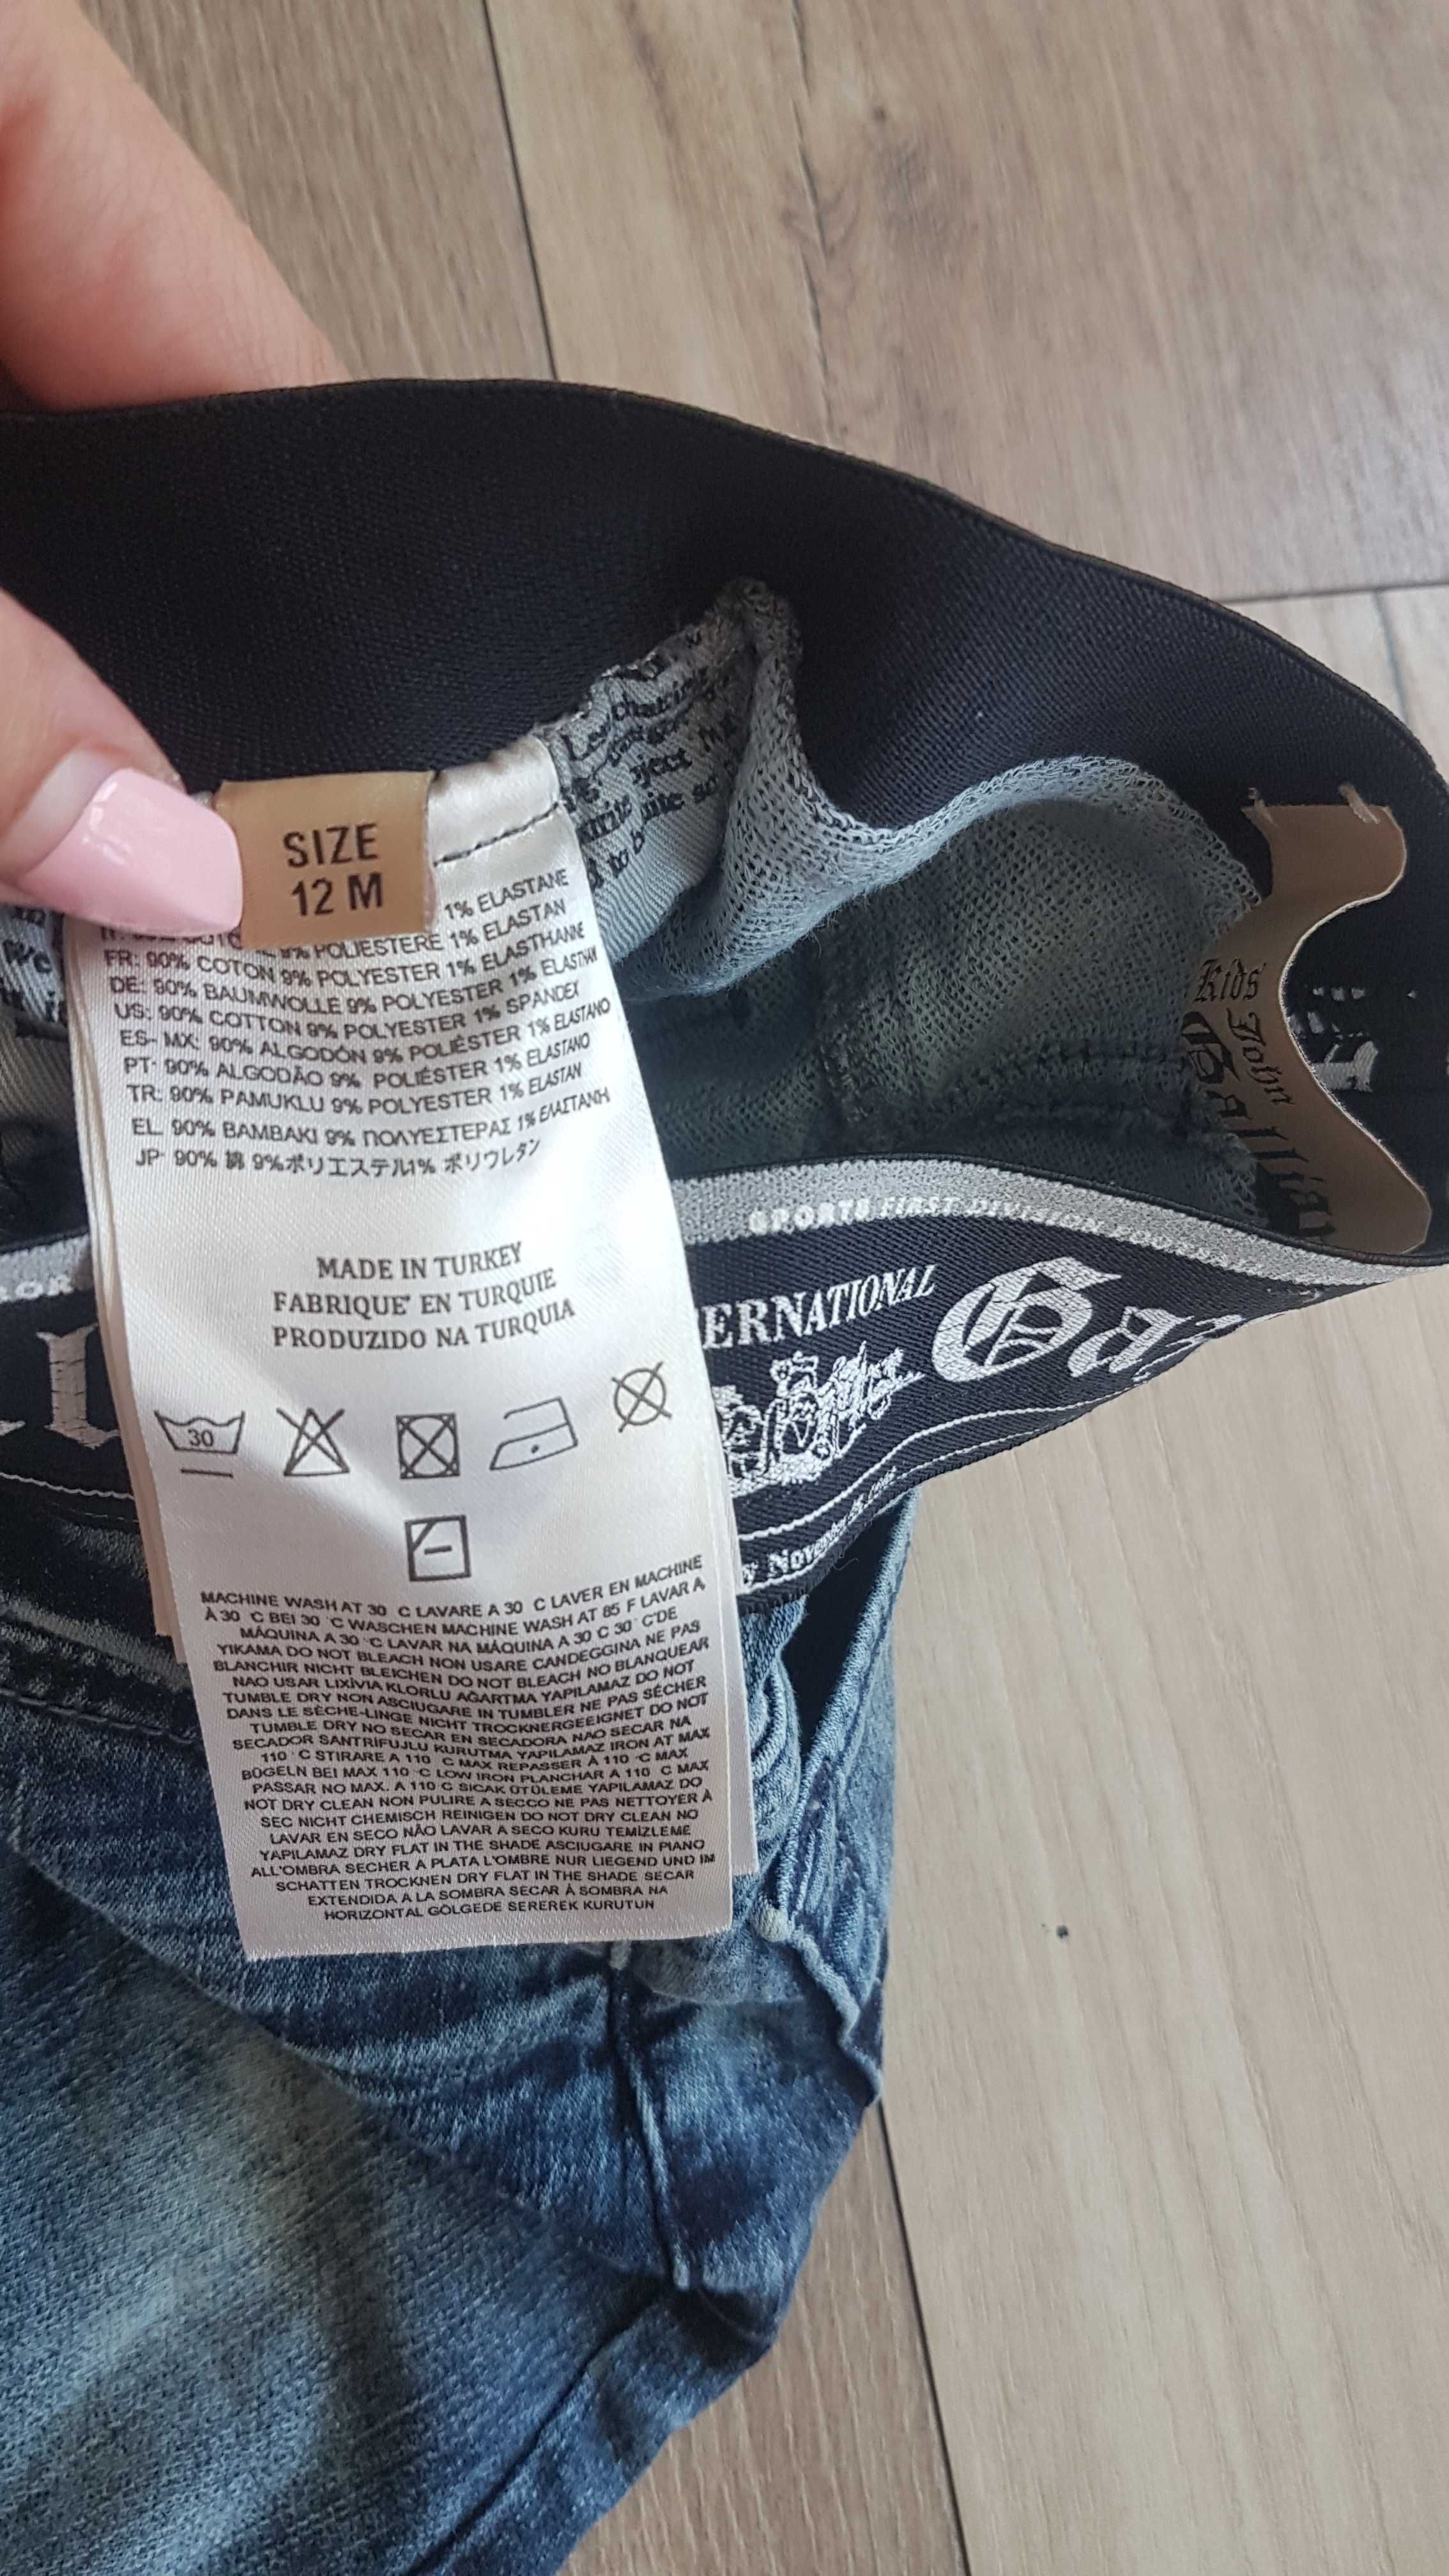 SIZE
12 M
1% ELASTANE
9% POLIESTERE 1% ELASTAN
FR: 90% COTON 9% POLYESTER 1% ELASTHANNE
DE: 90% BAUMWOLLE 9% POLYESTER 1% ELASTHAN
US: 90% COTTON 9% POLYESTER 1% SPANDEX
ES- MX: 90% ALGODÓN 9% POLIÉSTER 1% ELASTANO
PT: 90% ALGODÃO 9% POLIÉSTER 1% ELASTANO
TR: 90% PAMUKLU 9% POLYESTER 1% ELASTAN
EL 90% BAMBAKI 9% ΠΟΛΥΕΣΤΕΡΑΣ 1% ΕΛΑΣΤΑΝΗ
JP: 90% 綿 9%ポリエステル1% ポリウレタン
MADE IN TURKEY
FABRIQUE' EN TURQUIE
PRODUZIDO NA TURQUIA
30
MACHINE WASH AT 30 C LAVARE A 30 C LAVER EN MACHINE
À 30 °C BEI 30 °C WASCHEN MACHINE WASH AT 85 F LAVAR A
MÁQUINA A 30 °C LAVAR NA MÁQUINA A 30 C 30° C'DE
YIKAMA DO NOT BLEACH NON USARE CANDEGGINA NE PAS
BLANCHIR NICHT BLEICHEN DO NOT BLEACH NO BLANQUEAR
NAO USAR LIXÍVIA KLORLU AĞARTMA YAPILAMAZ DO NOT
TUMBLE DRY NON ASCIUGARE IN TUMBLER NE PAS SÉCHER
DANS LE SÈCHE-LINGE NICHT TROCKNERGEEIGNET DO NOT
TUMBLE DRY NO SECAR EN SECADORA NAO SECAR NA
SECADOR SANTRİFUJLU KURUTMA YAPILAMAZ IRON AT MAX
110 °C STIRARE A 110 C MAX REPASSER À 110 °C MAX
BÜGELN BEI MAX 110 °C LOW IRON PLANCHAR A 110 C MAX
PASSAR NO MAX. A 110 C SICAK ÜTÜLEME YAPILAMAZ DO
NOT DRY CLEAN NON PULIRE A SECCO NE PAS NETTOYER À
SEC NICHT CHEMISCH REINIGEN DO NOT DRY CLEAN NO
LAVAR EN SECO NÃO LAVAR A SECO KURU TEMİZLEME
YAPILAMAZ DRY FLAT IN THE SHADE ASCIUGARE IN PIANO
ALL'OMBRA SECHER A PLATA L'OMBRE NUR LIEGEND UND IM
SCHATTEN TROCKNEN DRY FLAT IN THE SHADE SECAR
EXTENDIDA A LA SOMBRA SECAR À SOMBRA NA
HORIZONTAL GÖLGEDE SEREREK KURUTUN
Kids
SPORTS FIRST DIVISION
ERNATIONAL
Ga